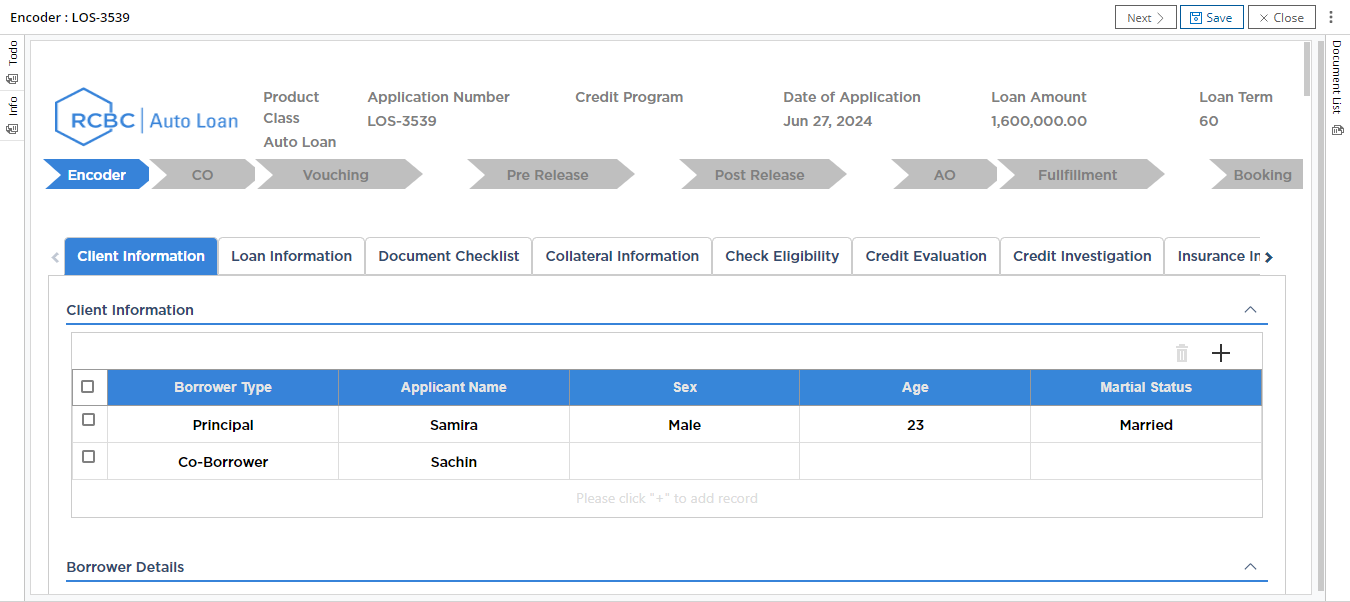 Encoder : LOS-3539
Next
Save
Close
Todo
Info
Document List
RCBC Auto Loan
Product Class
Auto Loan
Application Number
LOS-3539
Credit Program
Date of Application
Jun 27, 2024
Loan Amount
1,600,000.00
Loan Term
60
Encoder CO Vouching Pre Release Post Release AO Fullfillment Booking
Client Information Loan Information Document Checklist Collateral Information Check Eligibility Credit Evaluation Credit Investigation Insurance In
Client Information
Borrower Type Applicant Name Sex Age Martial Status
Principal Samira Male 23 Married
Co-Borrower Sachin
Please click "+" to add record
Borrower Details